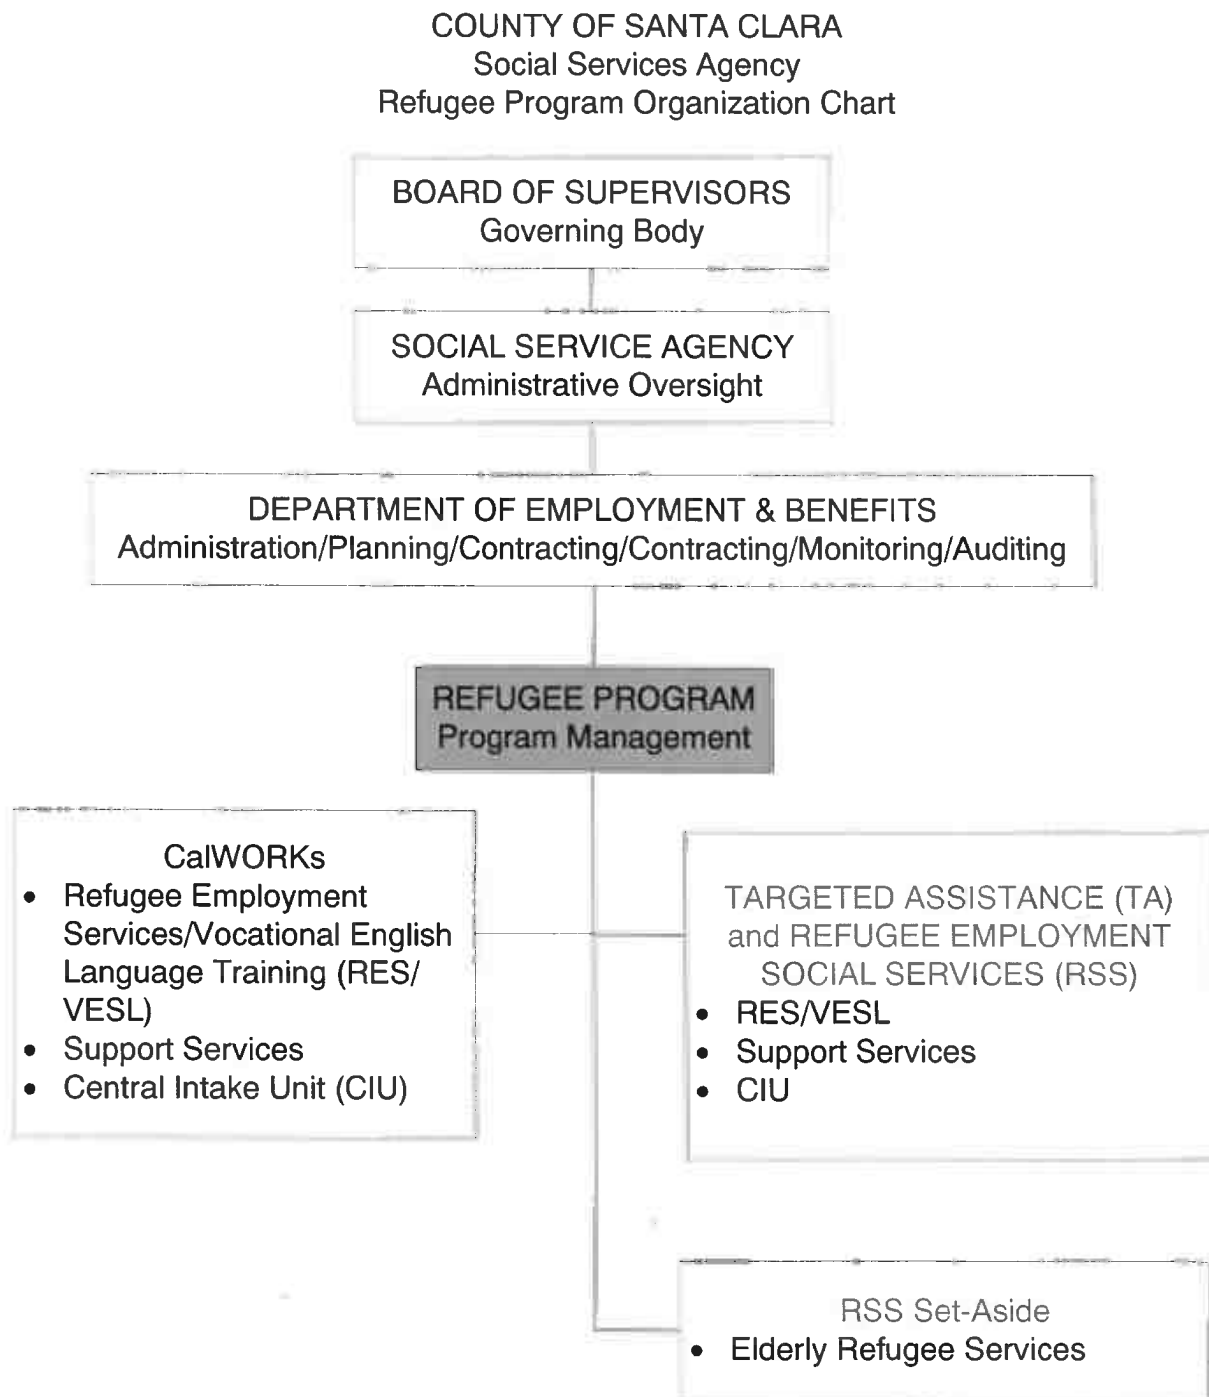 COUNTY OF SANTA CLARA
Social Services Agency
Refugee Program Organization Chart
BOARD OF SUPERVISORS
Governing Body
SOCIAL SERVICE AGENCY
Administrative Oversight
DEPARTMENT OF EMPLOYMENT & BENEFITS
Administration/Planning/Contracting/Contracting/Monitoring/Auditing
REFUGEE PROGRAM
Program Management
CalWORKs
• Refugee Employment
Services/Vocational English
Language Training (RES/
VESL)
• Support Services
• Central Intake Unit (CIU)
TARGETED ASSISTANCE (TA)
and REFUGEE EMPLOYMENT
SOCIAL SERVICES (RSS)
• RES/VESL
• Support Services
• CIU
RSS Set-Aside
• Elderly Refugee Services